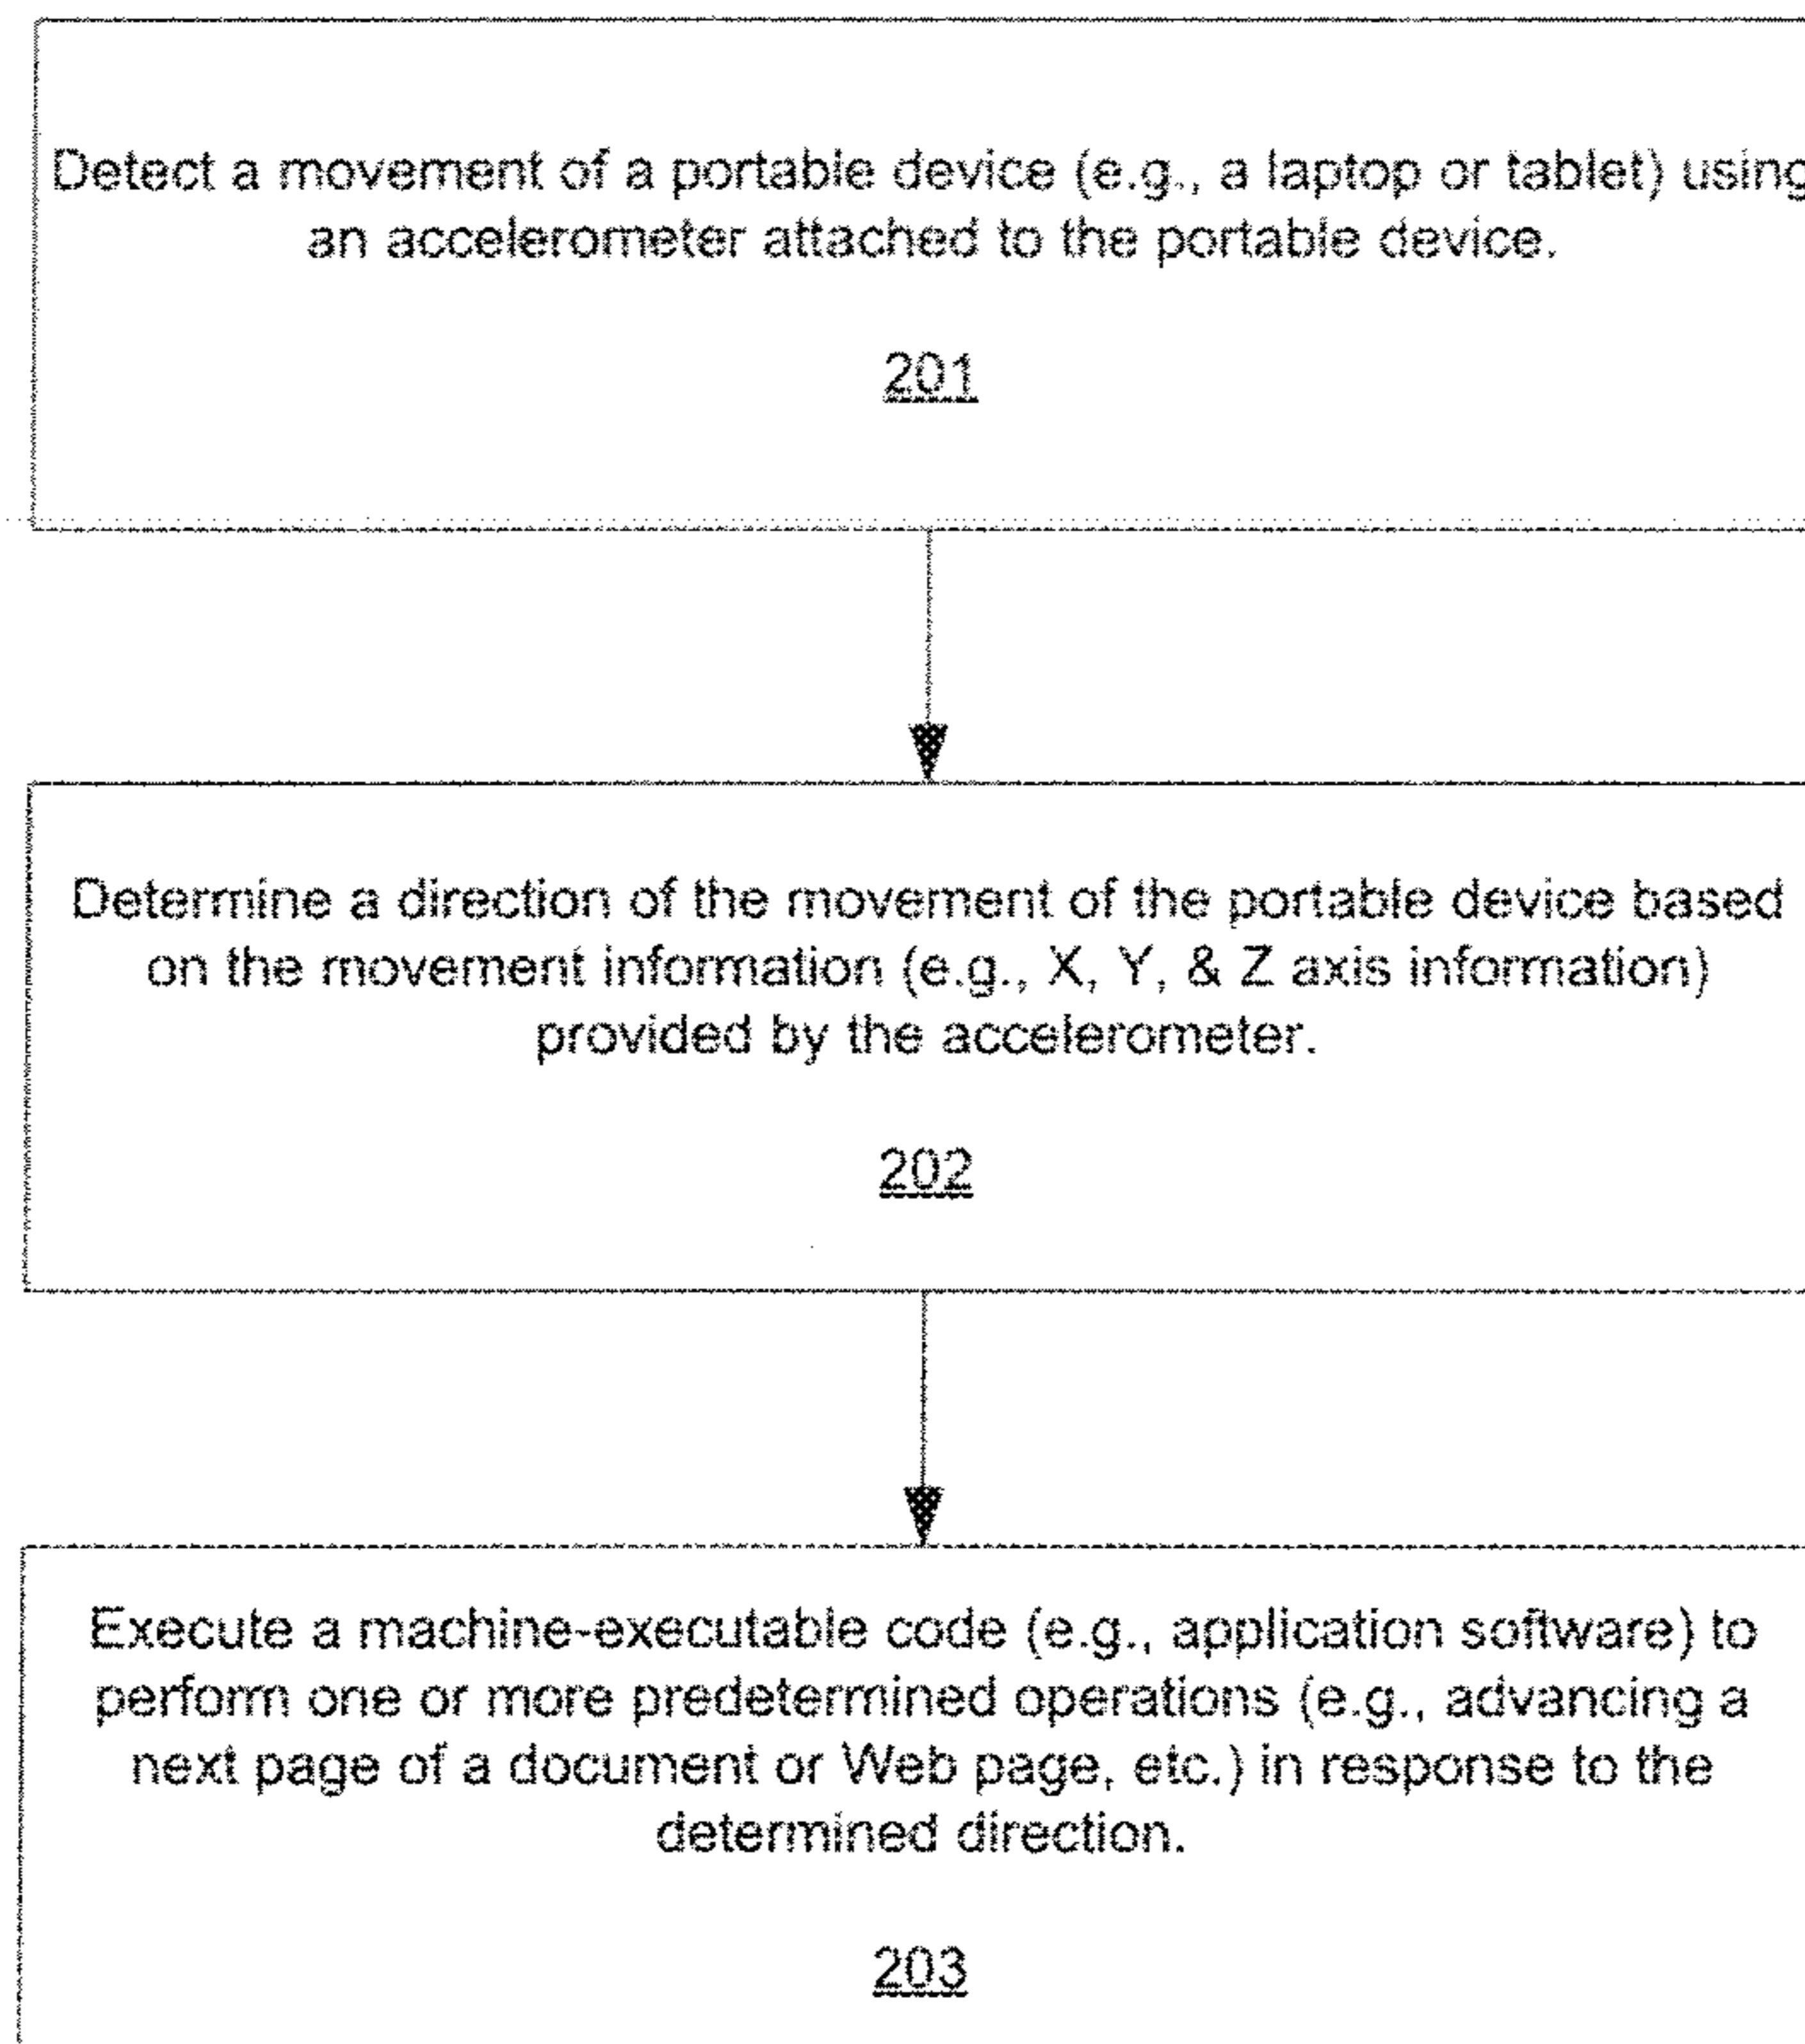 Detect a movement of a portable device (e.g., a laptop or tablet) using
an accelerometer attached to the portable device.
201
Determine a direction of the movement of the portable device based
on the movement information (e.g., X, Y, & Z axis information)
provided by the accelerometer.
202
Execute a machine-executable code (e.g., application software) to
perform one or more predetermined operations (e.g., advancing a
next page of a document or Web page, etc.) in response to the
determined direction.
203